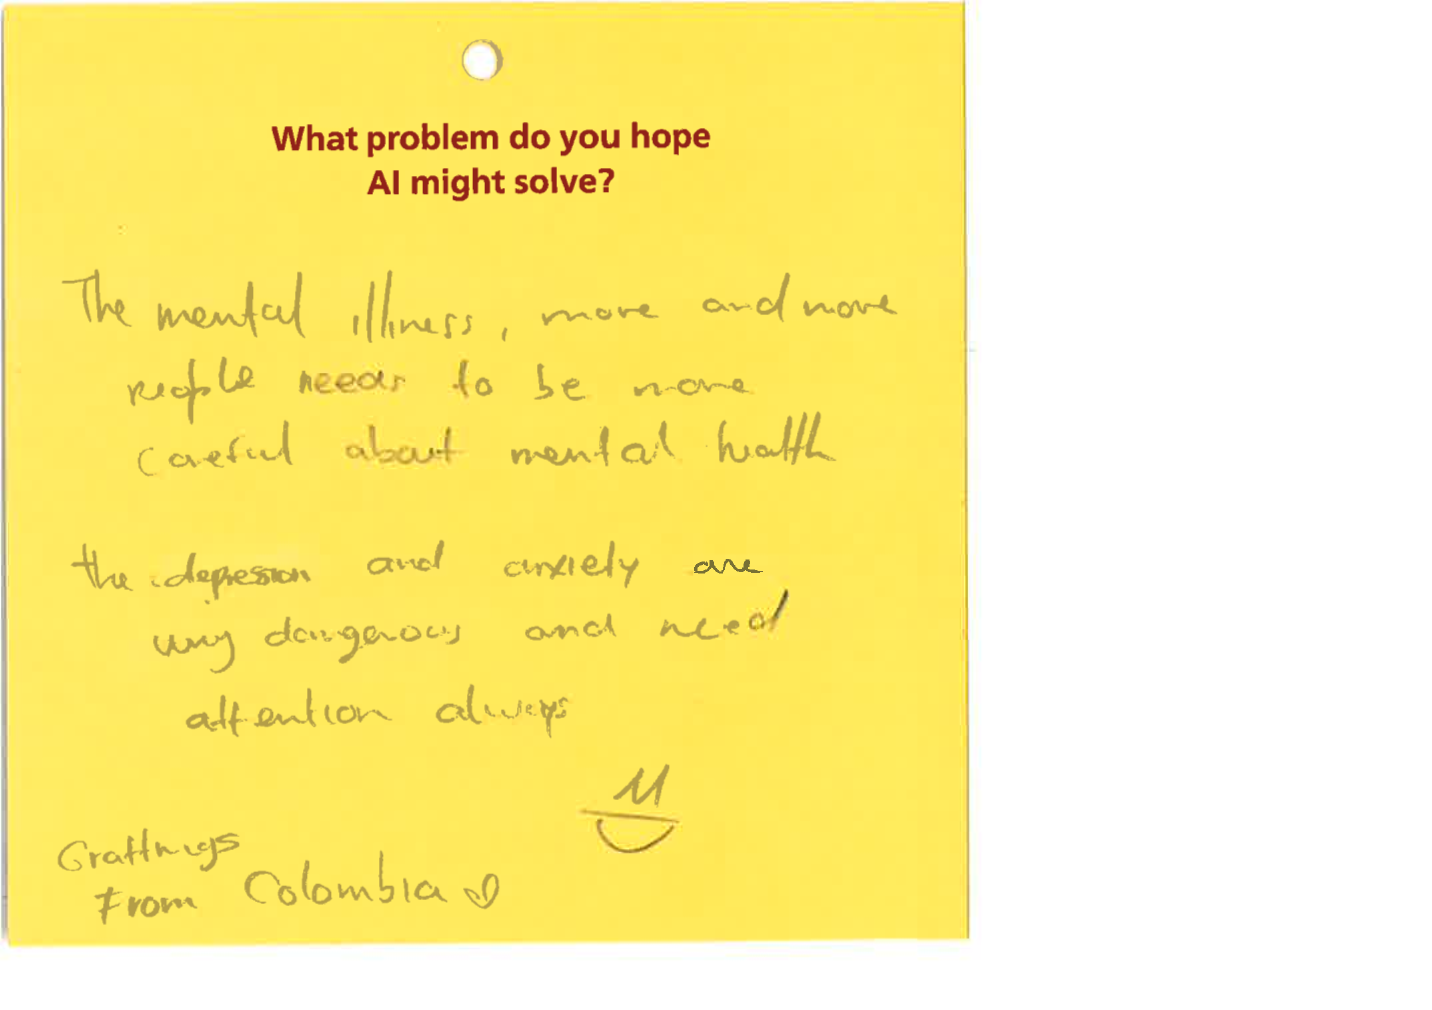 What problem do you hope
AI might solve?
The mental illness, more and more
people needs to be more
careful about mental health
the depression and anxiety are
very dangerous and need
attention always
Grattings
From Colombia